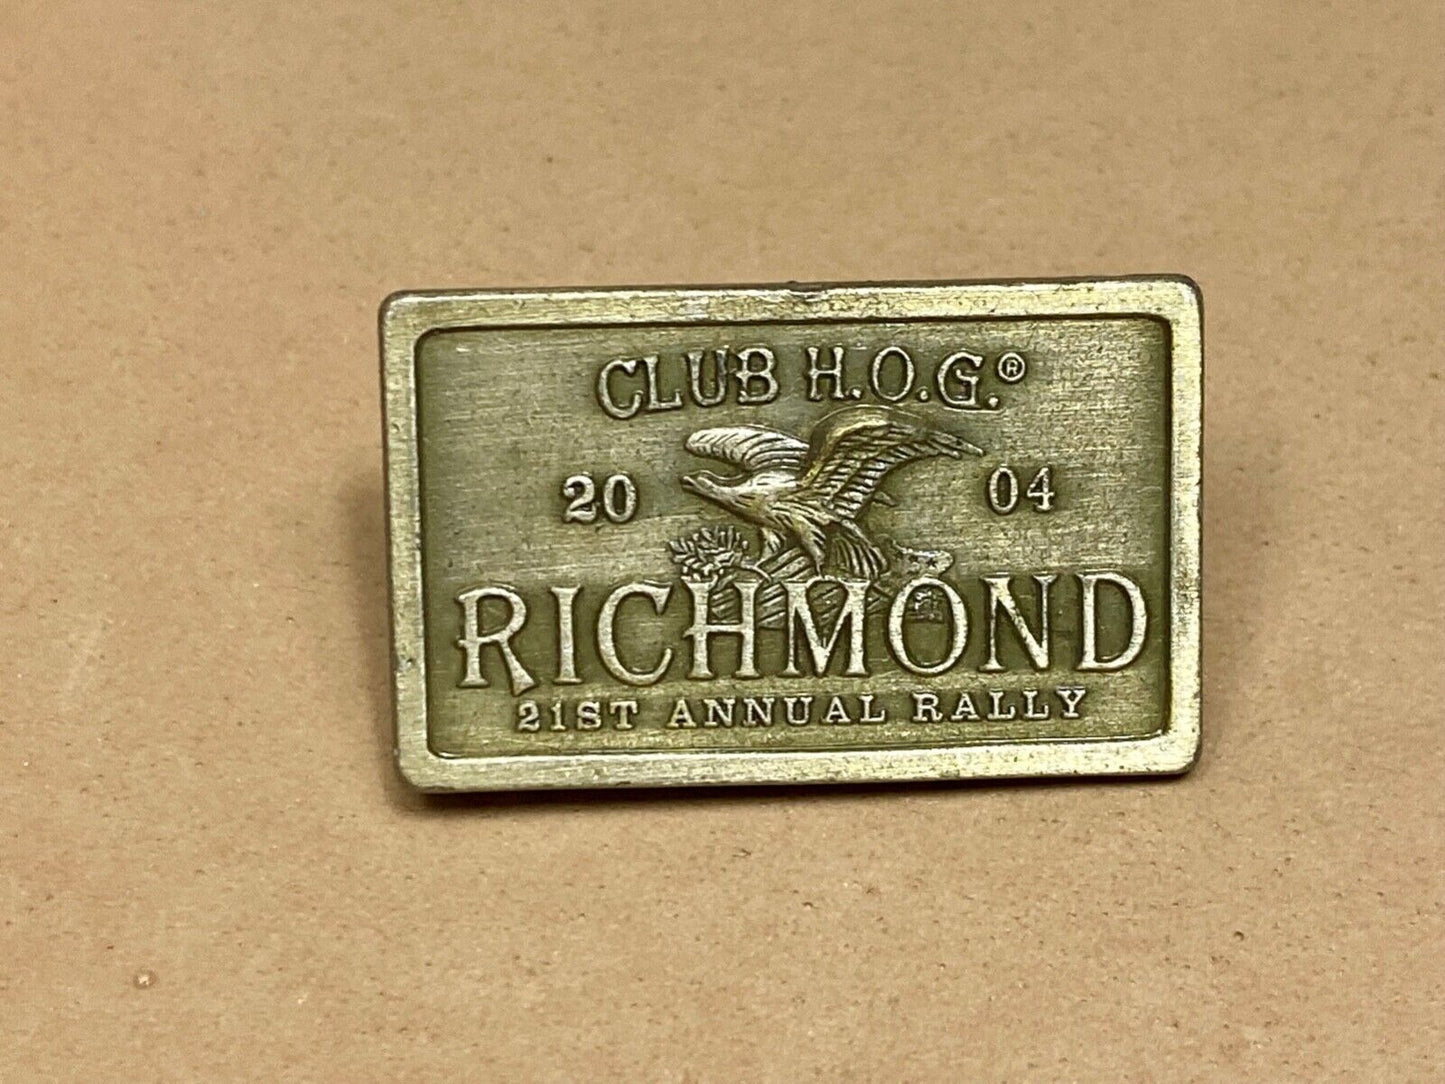 CLUB H.O.G.®
20 04
RICHMOND
21ST ANNUAL RALLY